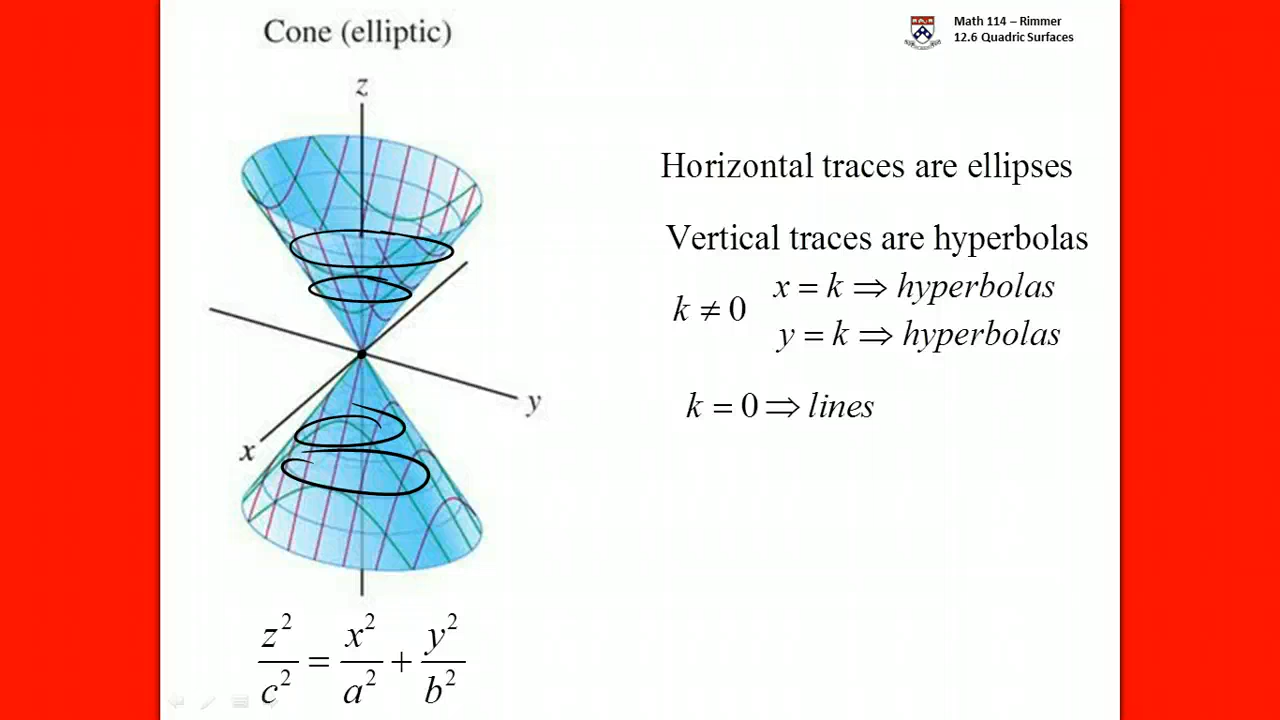 Cone (elliptic)
Math 114 – Rimmer
12.6 Quadric Surfaces
z
y
x
Horizontal traces are ellipses
Vertical traces are hyperbolas
k ≠ 0
x = k ⇒ hyperbolas
y = k ⇒ hyperbolas
k = 0 ⇒ lines
z²/c² = x²/a² + y²/b²